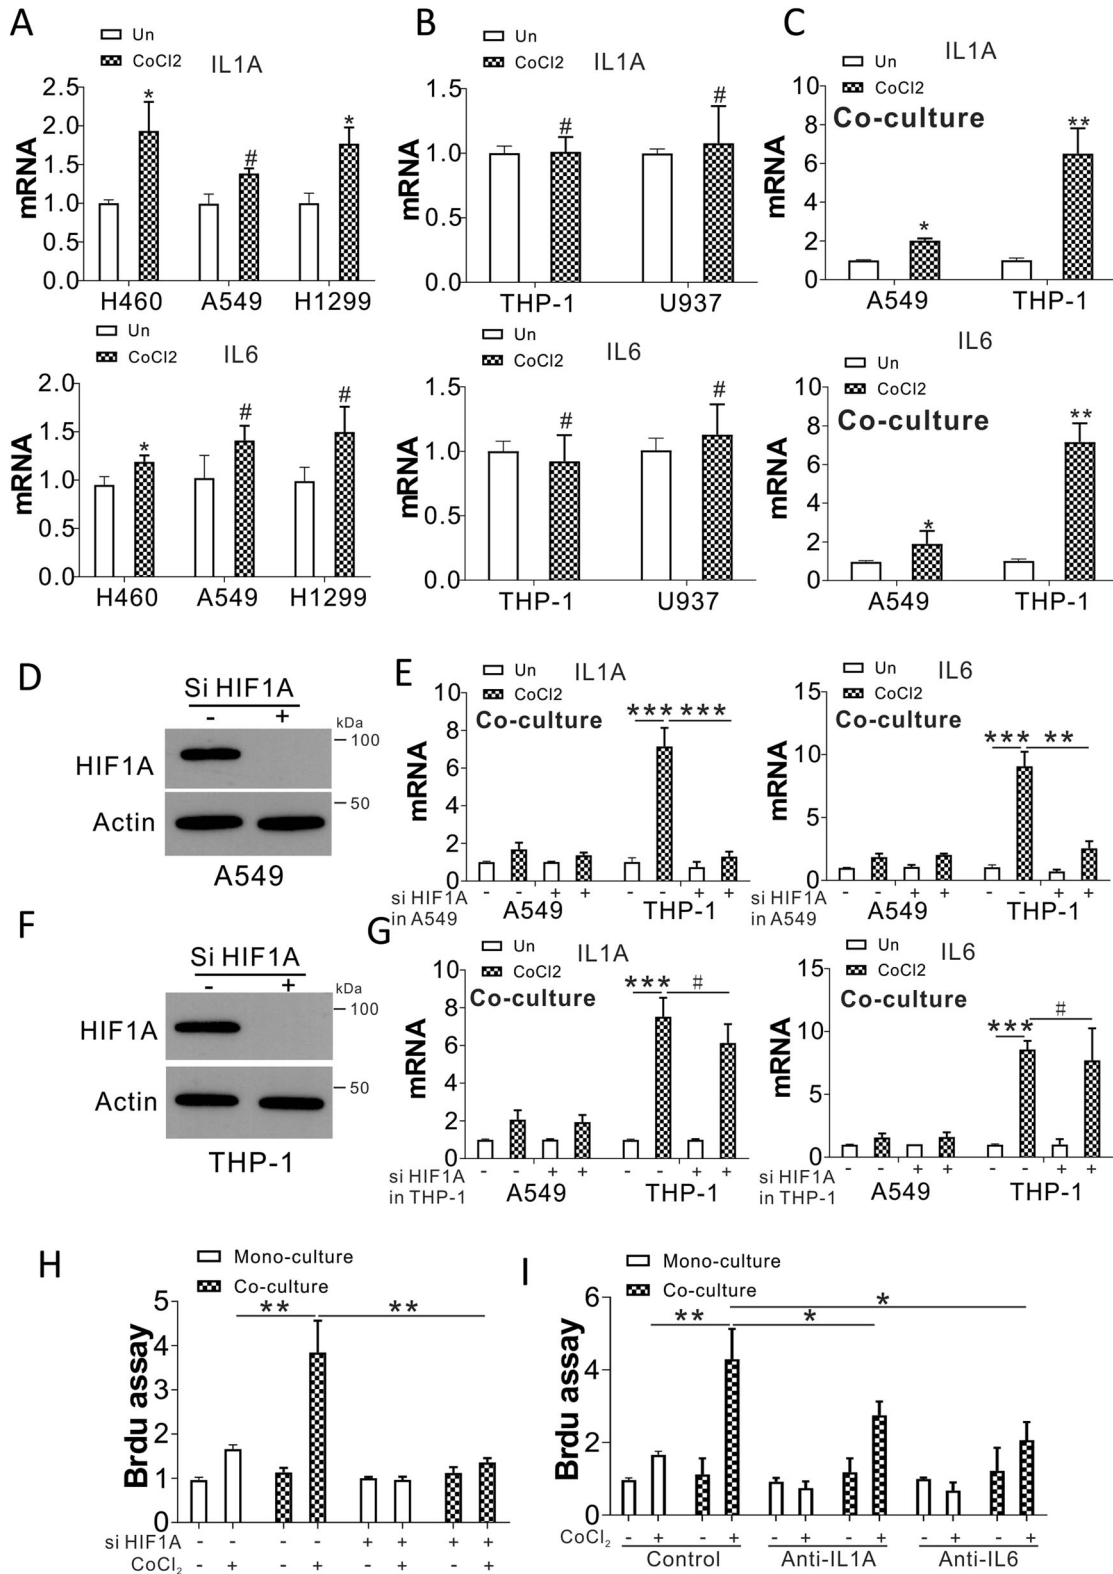 A
Un
CoCl2
IL1A
mRNA
2.5
2.0
1.5
1.0
0.5
0.0
*
#
*
H460 A549 H1299
Un
CoCl2
IL6
mRNA
2.0
1.5
1.0
0.5
0.0
*
#
#
H460 A549 H1299
B
Un
CoCl2
IL1A
mRNA
1.5
1.0
0.5
0.0
#
#
THP-1 U937
Un
CoCl2
IL6
mRNA
1.5
1.0
0.5
0.0
#
#
THP-1 U937
C
Un
CoCl2
IL1A
Co-culture
mRNA
10
8
6
4
2
0
*
**
A549 THP-1
IL6
Un
CoCl2
Co-culture
mRNA
10
8
6
4
2
0
*
**
A549 THP-1
D
Si HIF1A
- +
kDa
HIF1A
100
Actin
50
A549
E
Un
CoCl2
IL1A
Co-culture
mRNA
10
8
6
4
2
0
*** ***
si HIF1A - - + + - - + +
in A549
A549 THP-1
Un
CoCl2
IL6
Co-culture
mRNA
15
10
5
0
*** **
si HIF1A - - + + - - + +
in A549
A549 THP-1
F
Si HIF1A
- +
kDa
HIF1A
100
Actin
50
THP-1
G
Un
CoCl2
IL1A
Co-culture
mRNA
10
8
6
4
2
0
*** #
si HIF1A - - + + - - + +
in THP-1
A549 THP-1
Un
CoCl2
IL6
Co-culture
mRNA
15
10
5
0
*** #
si HIF1A - - + + - - + +
in THP-1
A549 THP-1
H
Mono-culture
Co-culture
Brdu assay
5
4
3
2
1
0
** **
si HIF1A - - - - + + + +
CoCl2 - + - + - + - +
I
Mono-culture
Co-culture
Brdu assay
6
4
2
0
*
** *
CoCl2 - + - + - + - + - + - +
Control Anti-IL1A Anti-IL6